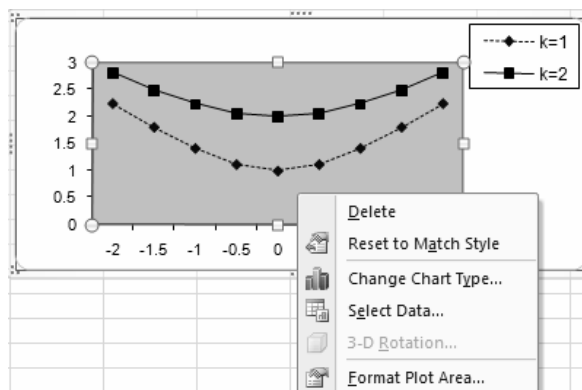 k=1
k=2
3
2.5
2
1.5
1
0.5
0
-2 -1.5 -1 -0.5 0
Delete
Reset to Match Style
Change Chart Type...
Select Data...
3-D Rotation...
Format Plot Area...